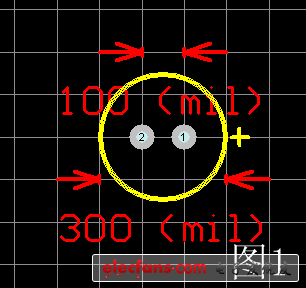 100 (mil)
2 1 +
300 (mil)
图1
elecfans.com